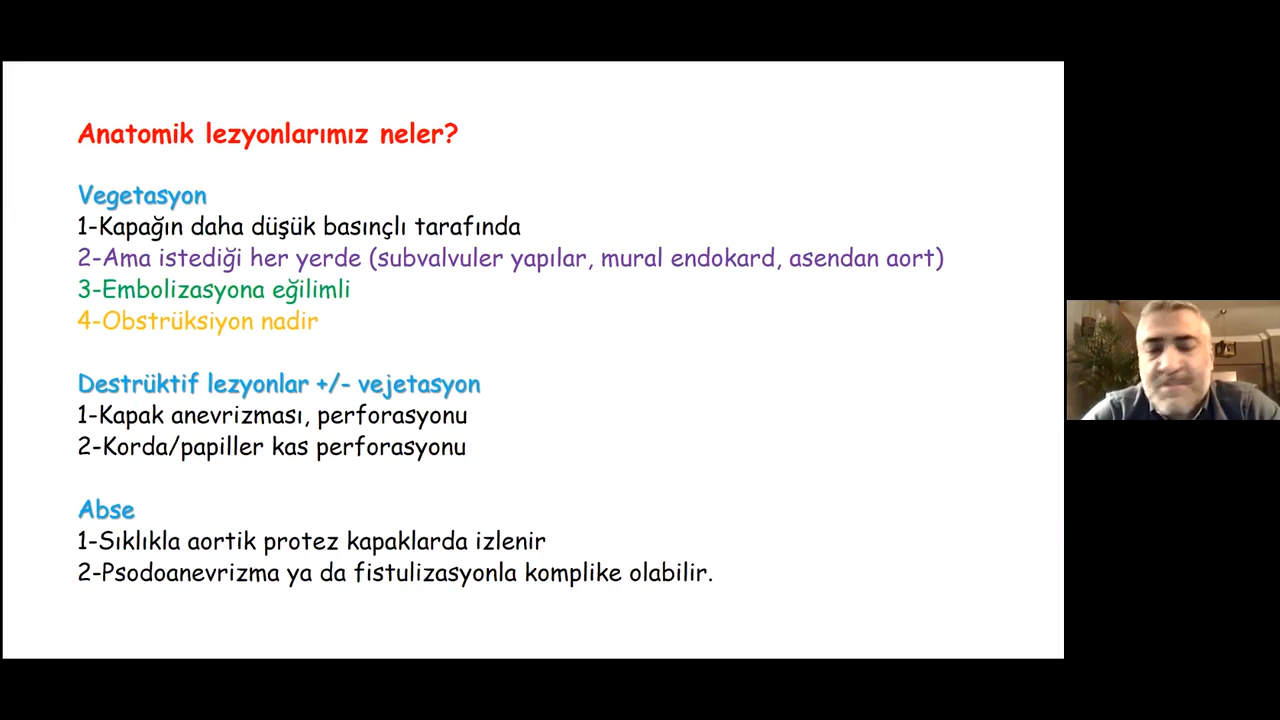 Anatomik lezyonlarımız neler?
Vegetasyon
1-Kapağın daha düşük basınçlı tarafında
2-Ama istediği her yerde (subvalvuler yapılar, mural endokard, asendan aort)
3-Embolizasyona eğilimli
4-Obstrüksiyon nadir
Destrüktif lezyonlar +/- vejetasyon
1-Kapak anevrizması, perforasyonu
2-Korda/papiller kas perforasyonu
Abse
1-Sıklıkla aortik protez kapaklarda izlenir
2-Psodoanevrizma ya da fistulizasyonla komplike olabilir.